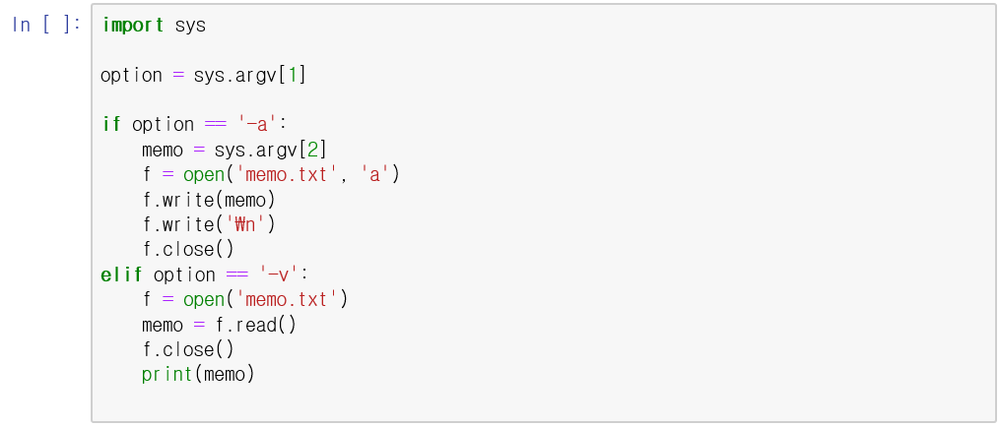 In [ ]:
import sys
option = sys.argv[1]
if option == '-a':
    memo = sys.argv[2]
    f = open('memo.txt', 'a')
    f.write(memo)
    f.write('₩n')
    f.close()
elif option == '-v':
    f = open('memo.txt')
    memo = f.read()
    f.close()
    print(memo)